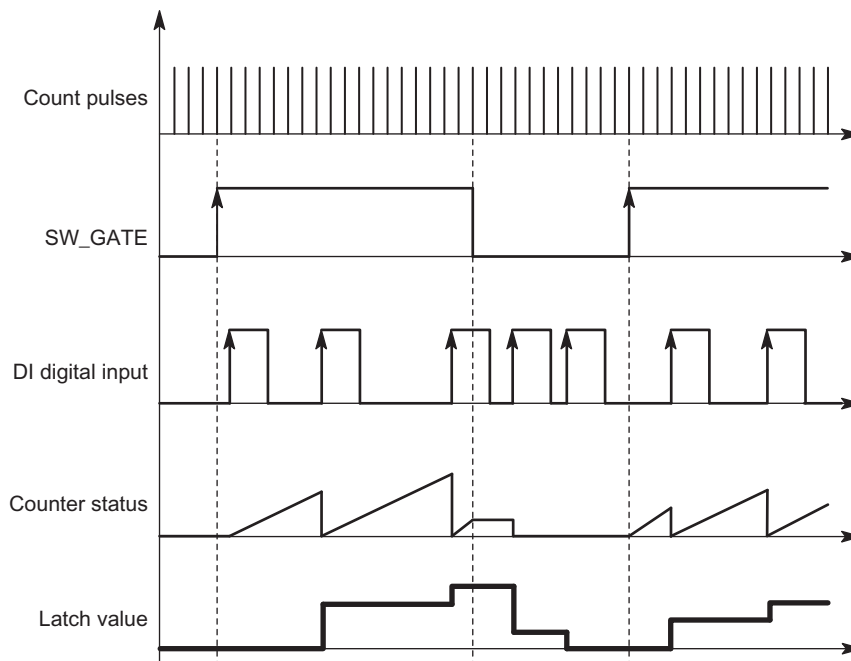 Count pulses
SW_GATE
DI digital input
Counter status
Latch value